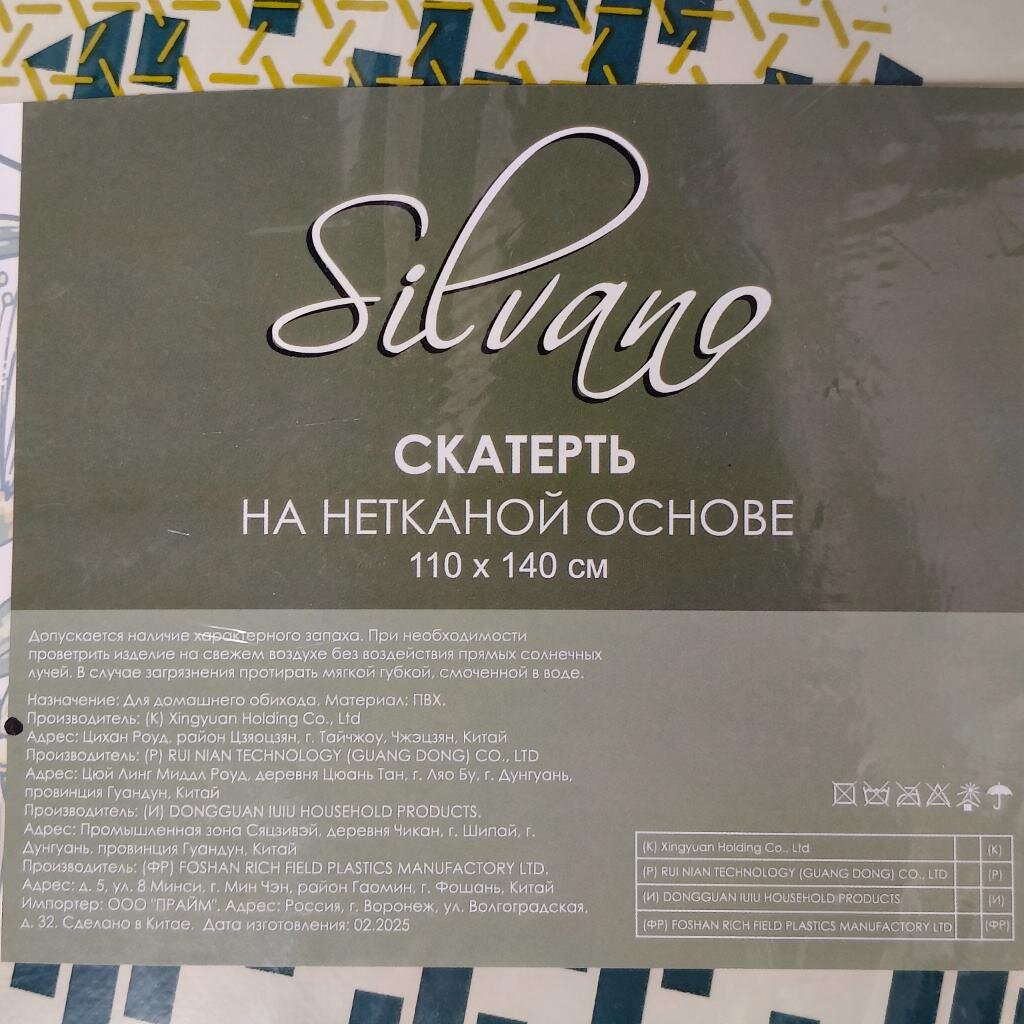 Silvano
СКАТЕРТЬ
НА НЕТКАНОЙ ОСНОВЕ
110 х 140 см
Допускается наличие характерного запаха. При необходимости
проветрить изделие на свежем воздухе без воздействия прямых солнечных
лучей. В случае загрязнения протирать мягкой губкой, смоченной в воде.
Назначение: Для домашнего обихода. Материал: ПВХ.
Производитель: (К) Xingyuan Holding Co., Ltd
Адрес: Цихан Роуд, район Цзяоцзян, г. Тайчжоу, Чжэцзян, Китай
Производитель: (Р) RUI NIAN TECHNOLOGY (GUANG DONG) CO., LTD
Адрес: Цюй Линг Миддл Роуд, деревня Цюань Тан, г. Ляо Бу, г. Дунгуань,
провинция Гуандун, Китай
Производитель: (И) DONGGUAN IUIU HOUSEHOLD PRODUCTS.
Адрес: Промышленная зона Сяцзивэй, деревня Чикан, г. Шипай, г.
Дунгуань, провинция Гуандун, Китай
Производитель: (ФР) FOSHAN RICH FIELD PLASTICS MANUFACTORY LTD.
Адрес: д. 5, ул. 8 Минси, г. Мин Чэн, район Гаомин, г. Фошань, Китай
Импортер: ООО "ПРАЙМ". Адрес: Россия, г. Воронеж, ул. Волгоградская,
д. 32. Сделано в Китае. Дата изготовления: 02.2025
(К) Xingyuan Holding Co., Ltd (К)
(Р) RUI NIAN TECHNOLOGY (GUANG DONG) CO., LTD (Р)
(И) DONGGUAN IUIU HOUSEHOLD PRODUCTS (И)
(ФР) FOSHAN RICH FIELD PLASTICS MANUFACTORY LTD (ФР)